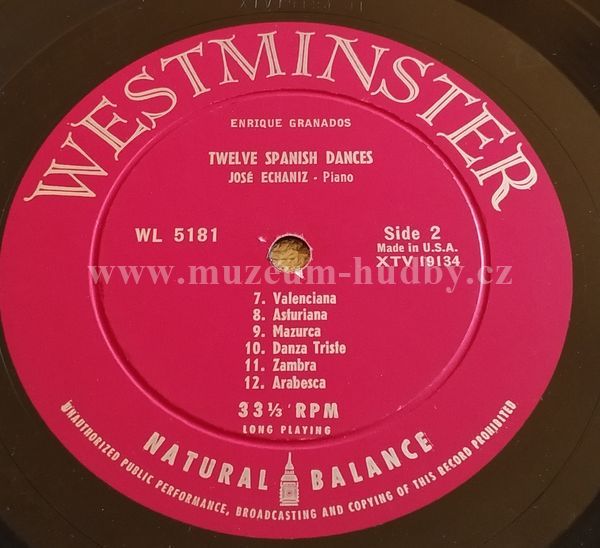 WESTMINSTER
ENRIQUE GRANADOS
TWELVE SPANISH DANCES
JOSÉ ECHANIZ - Piano
WL 5181
Side 2
Made in U.S.A.
XTV 19134
www.muzeum-hudby.cz
7. Valenciana
8. Asturiana
9. Mazurca
10. Danza Triste
11. Zambra
12. Arabesca
33⅓ RPM
LONG PLAYING
NATURAL BALANCE
UNAUTHORIZED PUBLIC PERFORMANCE, BROADCASTING AND COPYING OF THIS RECORD PROHIBITED